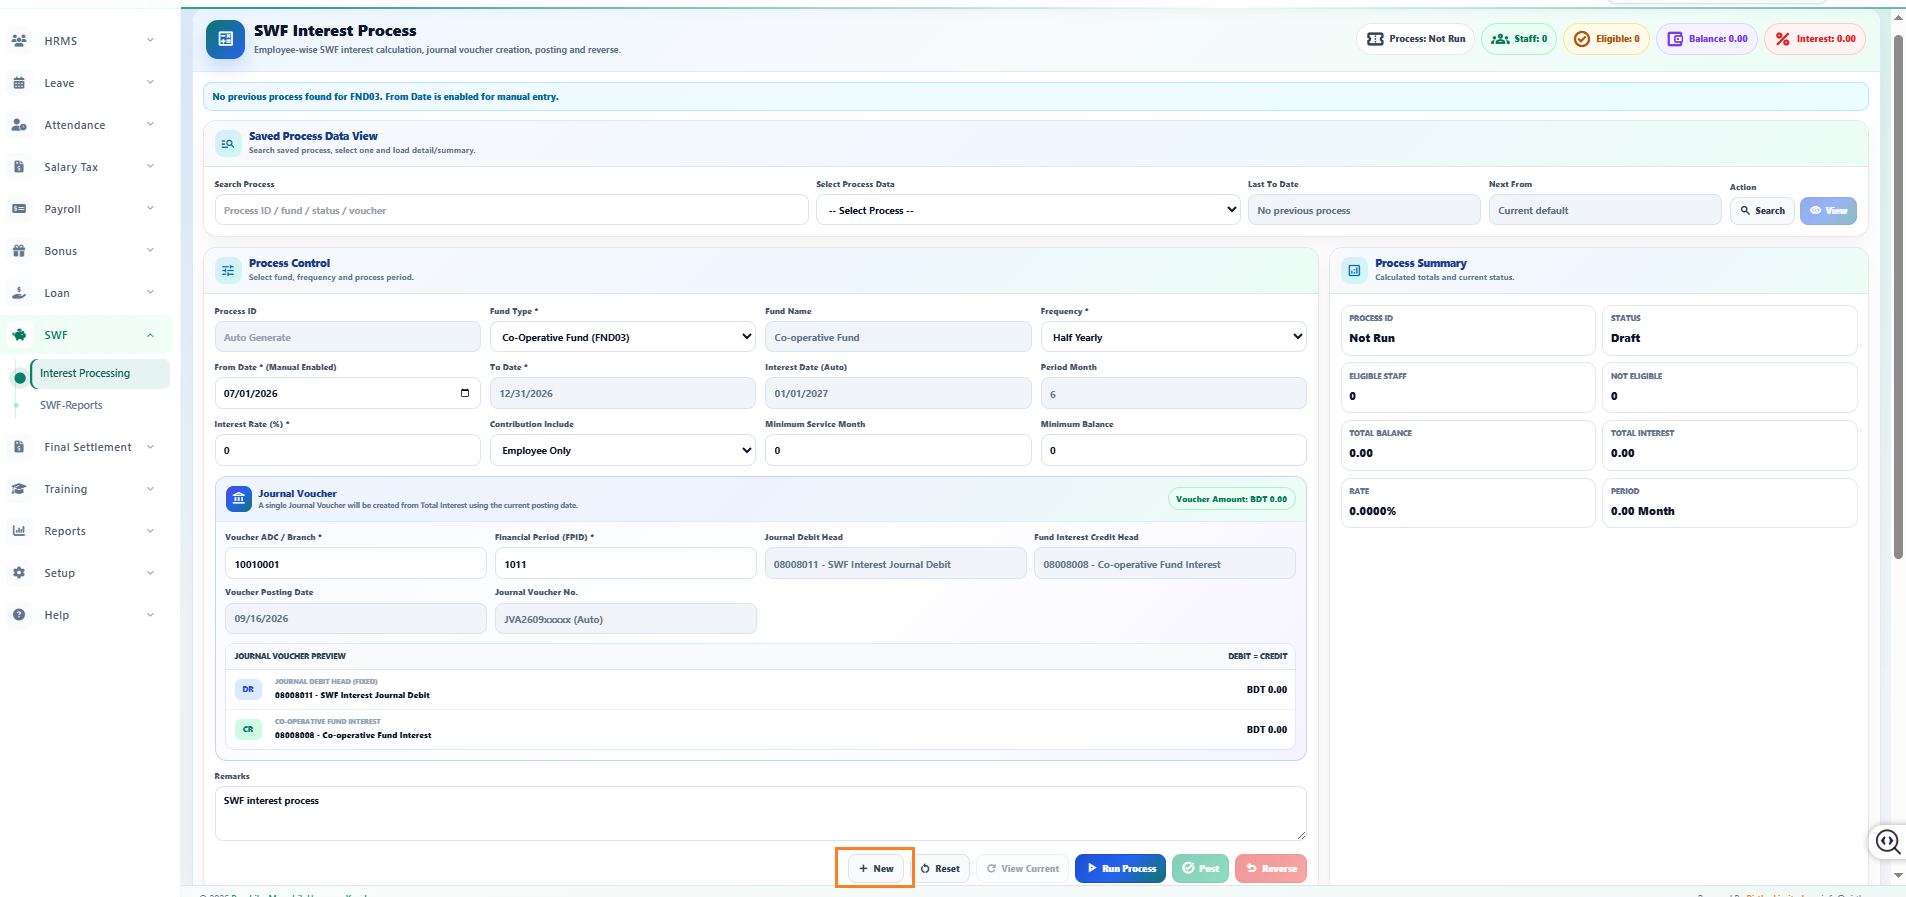 HRMS
Leave
Attendance
Salary Tax
Payroll
Bonus
Loan
SWF
Interest Processing
SWF-Reports
Final Settlement
Training
Reports
Setup
Help
SWF Interest Process
Employee-wise SWF interest calculation, journal voucher creation, posting and reverse.
Process: Not Run
Staff: 0
Eligible: 0
Balance: 0.00
Interest: 0.00
No previous process found for FND03. From Date is enabled for manual entry.
Saved Process Data View
Search saved process, select one and load detail/summary.
Search Process
Select Process Data
Last To Date
Next From
Action
Process ID / fund / status / voucher
-- Select Process --
No previous process
Current default
Search
View
Process Control
Select fund, frequency and process period.
Process ID
Fund Type *
Fund Name
Frequency *
Auto Generate
Co-Operative Fund (FND03)
Co-operative Fund
Half Yearly
From Date * (Manual Enabled)
To Date *
Interest Date (Auto)
Period Month
07/01/2026
12/31/2026
01/01/2027
6
Interest Rate (%) *
Contribution Include
Minimum Service Month
Minimum Balance
0
Employee Only
0
0
Journal Voucher
A single Journal Voucher will be created from Total Interest using the current posting date.
Voucher Amount: BDT 0.00
Voucher ADC / Branch *
Financial Period (FPID) *
Journal Debit Head
Fund Interest Credit Head
10010001
1011
08008011 - SWF Interest Journal Debit
08008008 - Co-operative Fund Interest
Voucher Posting Date
Journal Voucher No.
09/16/2026
JVA2609xxxxx (Auto)
JOURNAL VOUCHER PREVIEW
DEBIT = CREDIT
DR
JOURNAL DEBIT HEAD (FIXED)
08008011 - SWF Interest Journal Debit
BDT 0.00
CR
CO-OPERATIVE FUND INTEREST
08008008 - Co-operative Fund Interest
BDT 0.00
Remarks
SWF interest process
New
Reset
View Current
Run Process
Post
Reverse
Process Summary
Calculated totals and current status.
PROCESS ID
Not Run
STATUS
Draft
ELIGIBLE STAFF
0
NOT ELIGIBLE
0
TOTAL BALANCE
0.00
TOTAL INTEREST
0.00
RATE
0.0000%
PERIOD
0.00 Month